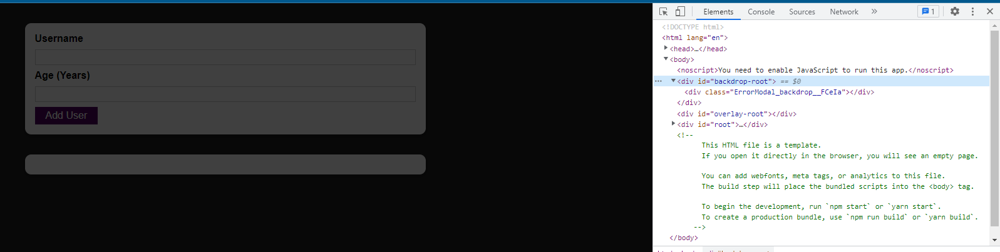 Username
Age (Years)
Add User
Elements Console Sources Network » 1
<!DOCTYPE html>
<html lang="en">
<head>…</head>
<body>
<noscript>You need to enable JavaScript to run this app.</noscript>
… <div id="backdrop-root"> == $0
<div class="ErrorModal_backdrop__FCeIa"></div>
</div>
<div id="overlay-root"></div>
<div id="root">…</div>
<!--
This HTML file is a template.
If you open it directly in the browser, you will see an empty page.
You can add webfonts, meta tags, or analytics to this file.
The build step will place the bundled scripts into the <body> tag.
To begin the development, run `npm start` or `yarn start`.
To create a production bundle, use `npm run build` or `yarn build`.
-->
</body>